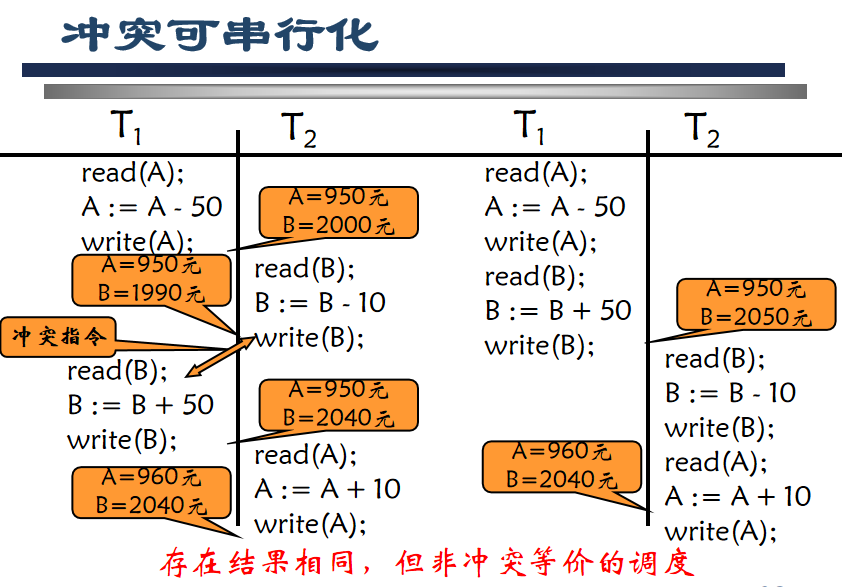 冲突可串行化
T1
T2
read(A);
A := A - 50
write(A);
A=950元
B=2000元
A=950元
B=1990元
read(B);
B := B - 10
write(B);
冲突指令
read(B);
B := B + 50
write(B);
A=950元
B=2040元
read(A);
A := A + 10
write(A);
A=960元
B=2040元
T1
T2
read(A);
A := A - 50
write(A);
read(B);
B := B + 50
write(B);
A=950元
B=2050元
read(B);
B := B - 10
write(B);
read(A);
A := A + 10
write(A);
A=960元
B=2040元
存在结果相同，但非冲突等价的调度